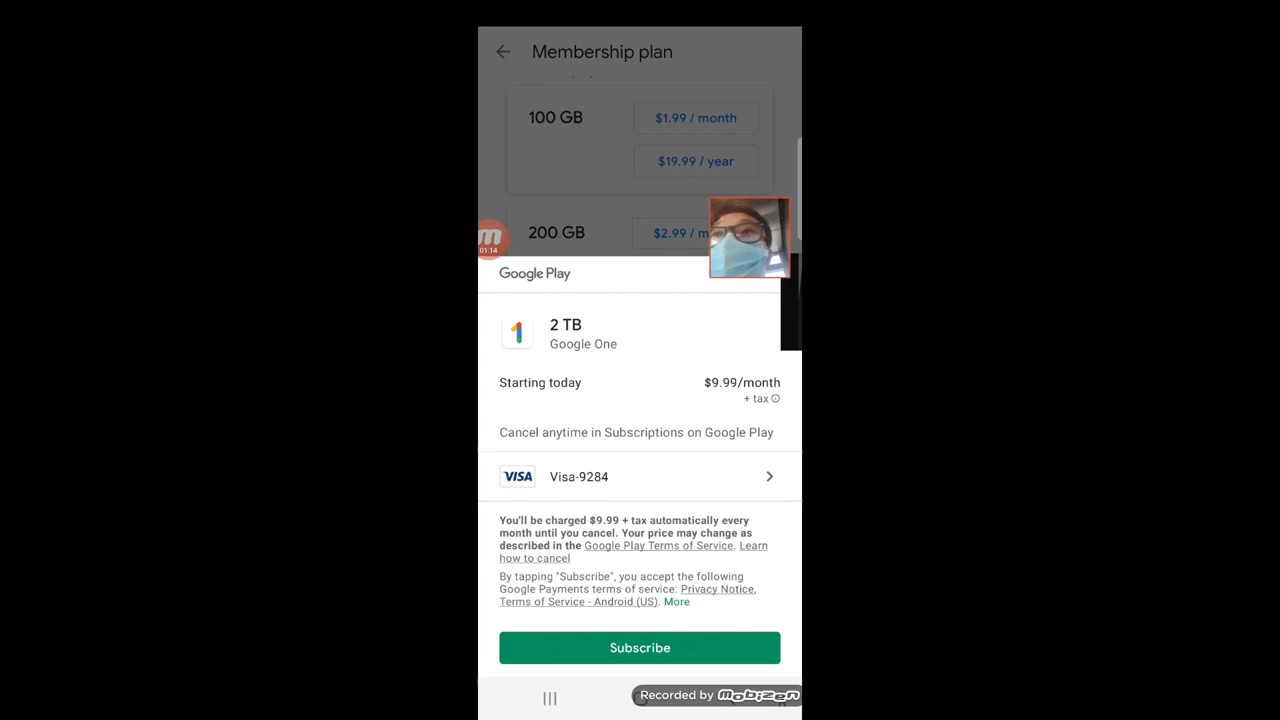 Membership plan
100 GB
$1.99 / month
$19.99 / year
200 GB
$2.99 / m
01:14
Google Play
2 TB
Google One
Starting today
$9.99/month
+ tax
Cancel anytime in Subscriptions on Google Play
VISA
Visa-9284
You'll be charged $9.99 + tax automatically every
month until you cancel. Your price may change as
described in the Google Play Terms of Service. Learn
how to cancel
By tapping "Subscribe", you accept the following
Google Payments terms of service: Privacy Notice,
Terms of Service - Android (US). More
Subscribe
Recorded by mobizen